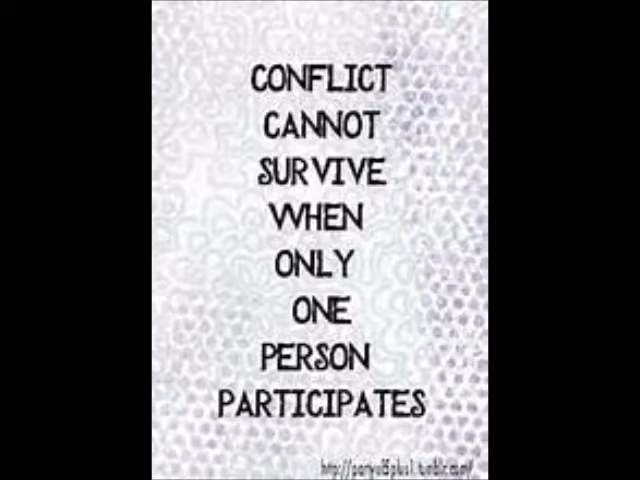 CONFLICT
CANNOT
SURVIVE
WHEN
ONLY
ONE
PERSON
PARTICIPATES